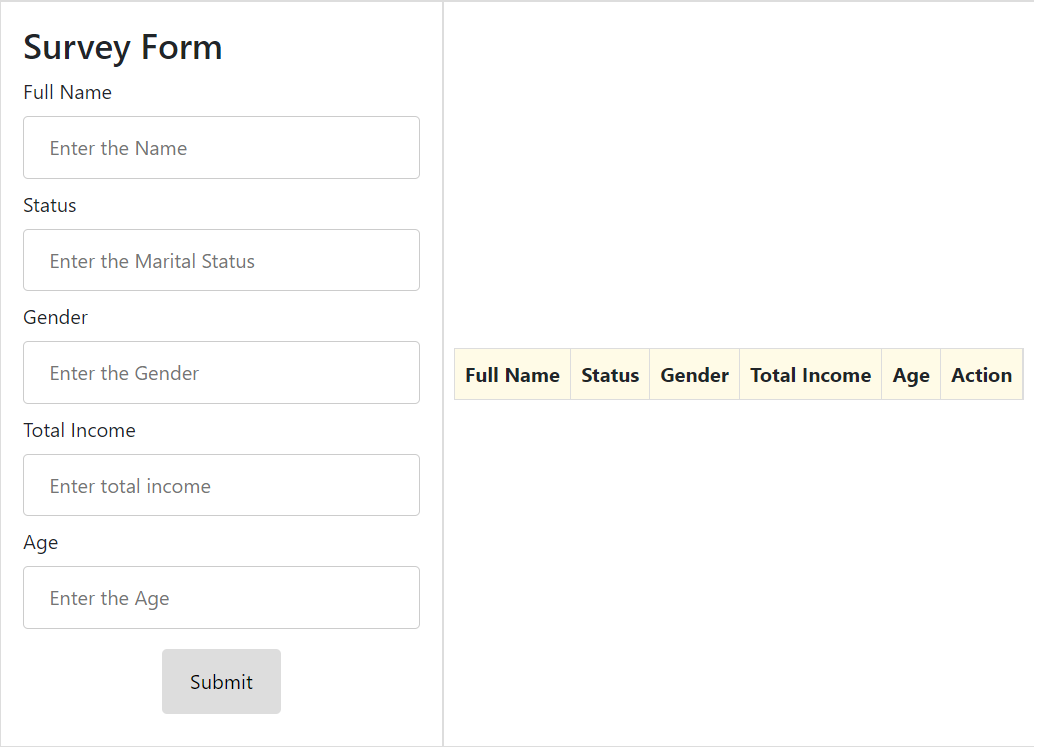 Survey Form
Full Name
Enter the Name
Status
Enter the Marital Status
Gender
Enter the Gender
Total Income
Enter total income
Age
Enter the Age
Submit
Full Name Status Gender Total Income Age Action